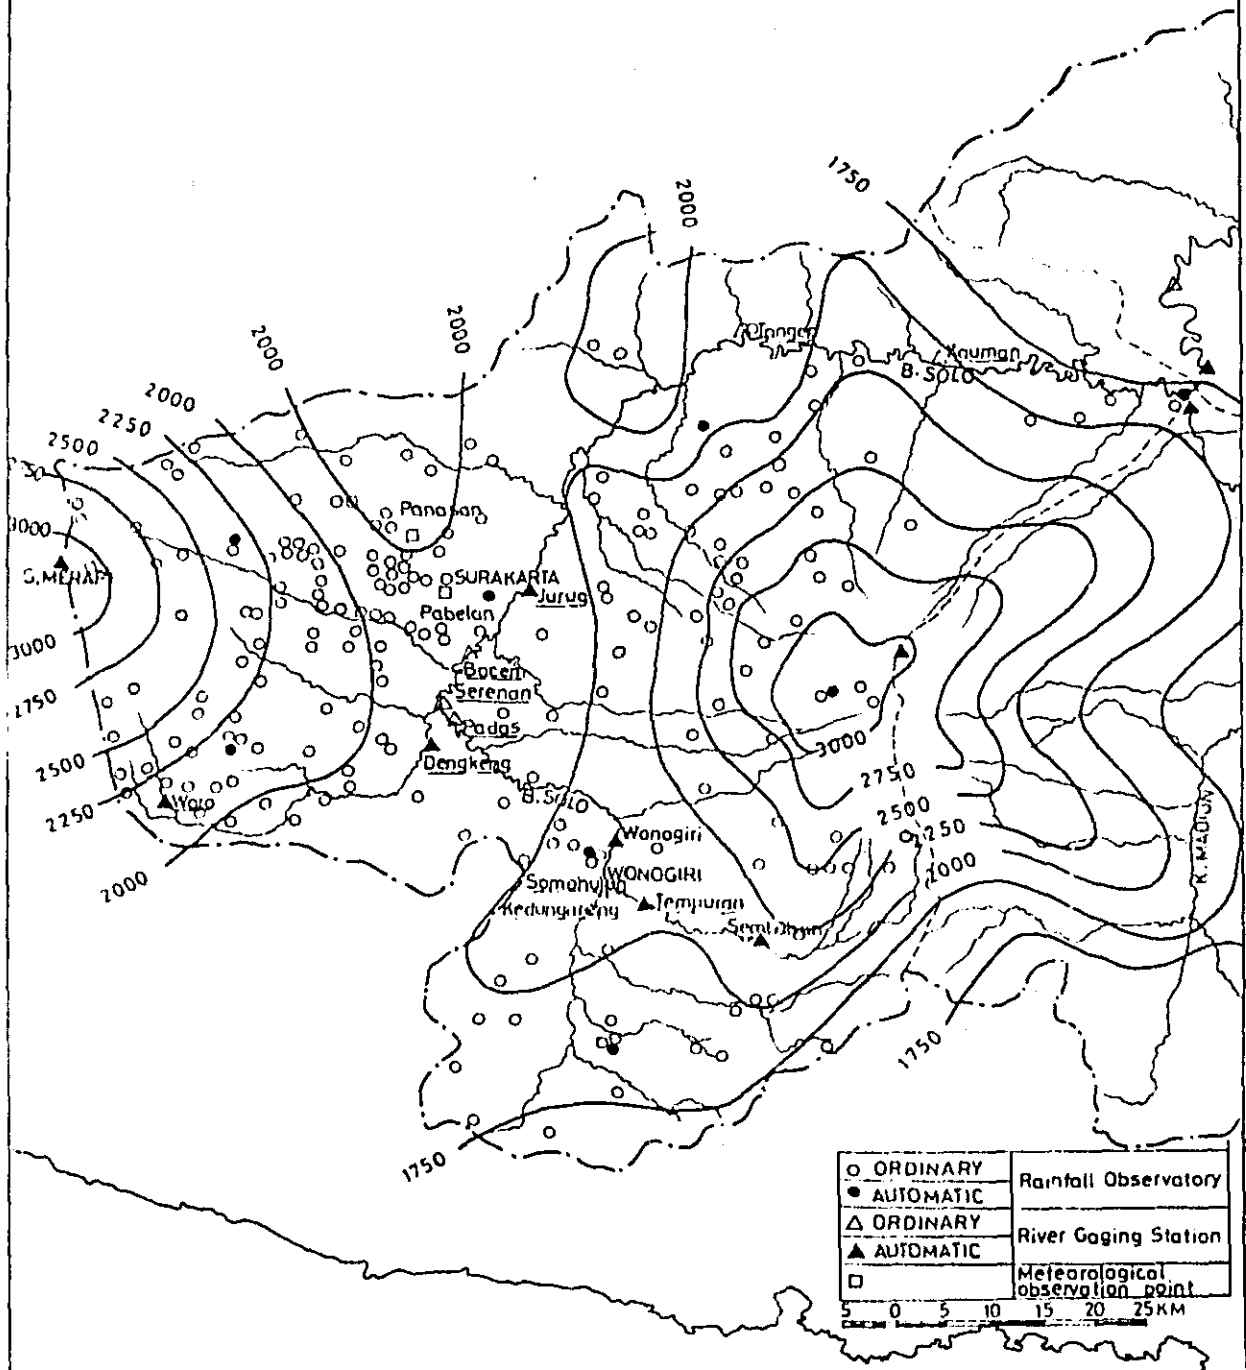 1750
2000
2000
2000
2000
2250
2500
3000
Jangan
Kauman
B. SOLO
Panasan
SURAKARTA
Jurug
Pabelan
3000
1750
2500
2250
2000
Bacem
Serenan
Padas
Dengkeng
Waro
B. SOLO
3000
2750
2500
2250
2000
Wonogiri
WONOGIRI
Tempuran
K. MADIUN
1750
1750
ORDINARY
AUTOMATIC
Rainfall Observatory
ORDINARY
AUTOMATIC
River Gaging Station
Meteorological
observation point
5 0 5 10 15 20 25 KM